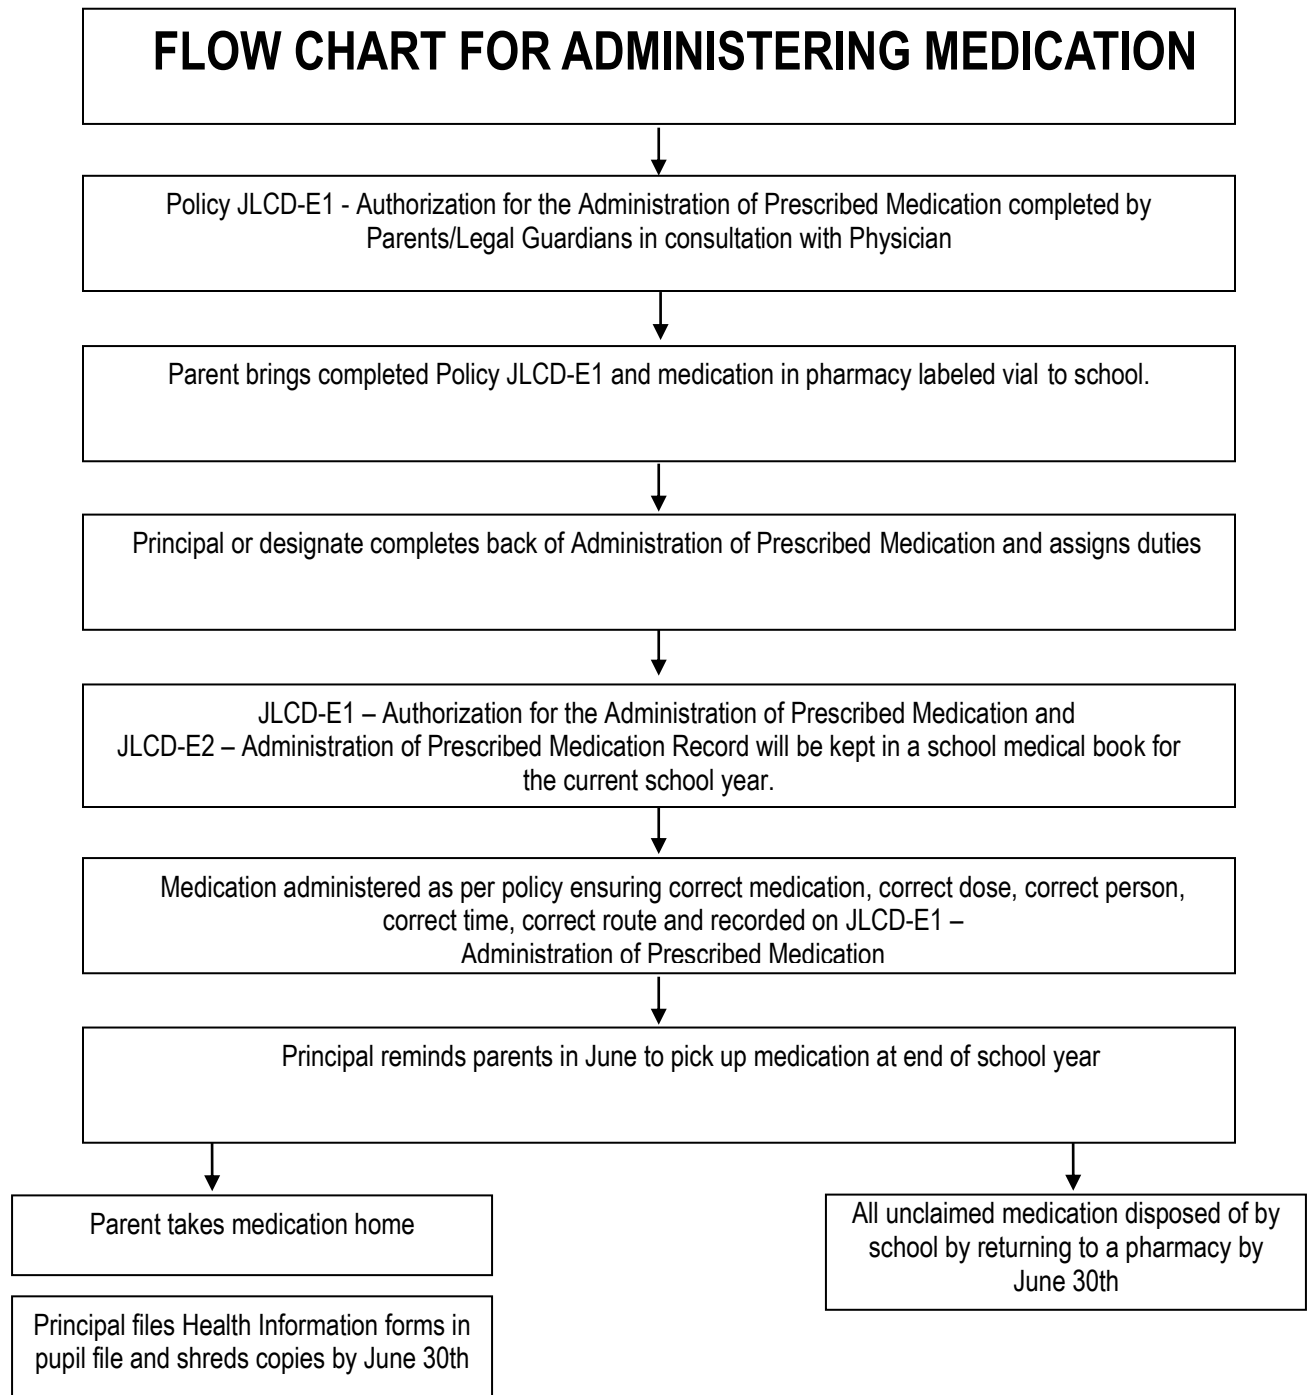 FLOW CHART FOR ADMINISTERING MEDICATION
Policy JLCD-E1 - Authorization for the Administration of Prescribed Medication completed by
Parents/Legal Guardians in consultation with Physician
Parent brings completed Policy JLCD-E1 and medication in pharmacy labeled vial to school.
Principal or designate completes back of Administration of Prescribed Medication and assigns duties
JLCD-E1 – Authorization for the Administration of Prescribed Medication and
JLCD-E2 – Administration of Prescribed Medication Record will be kept in a school medical book for
the current school year.
Medication administered as per policy ensuring correct medication, correct dose, correct person,
correct time, correct route and recorded on JLCD-E1 –
Administration of Prescribed Medication
Principal reminds parents in June to pick up medication at end of school year
Parent takes medication home
Principal files Health Information forms in
pupil file and shreds copies by June 30th
All unclaimed medication disposed of by
school by returning to a pharmacy by
June 30th